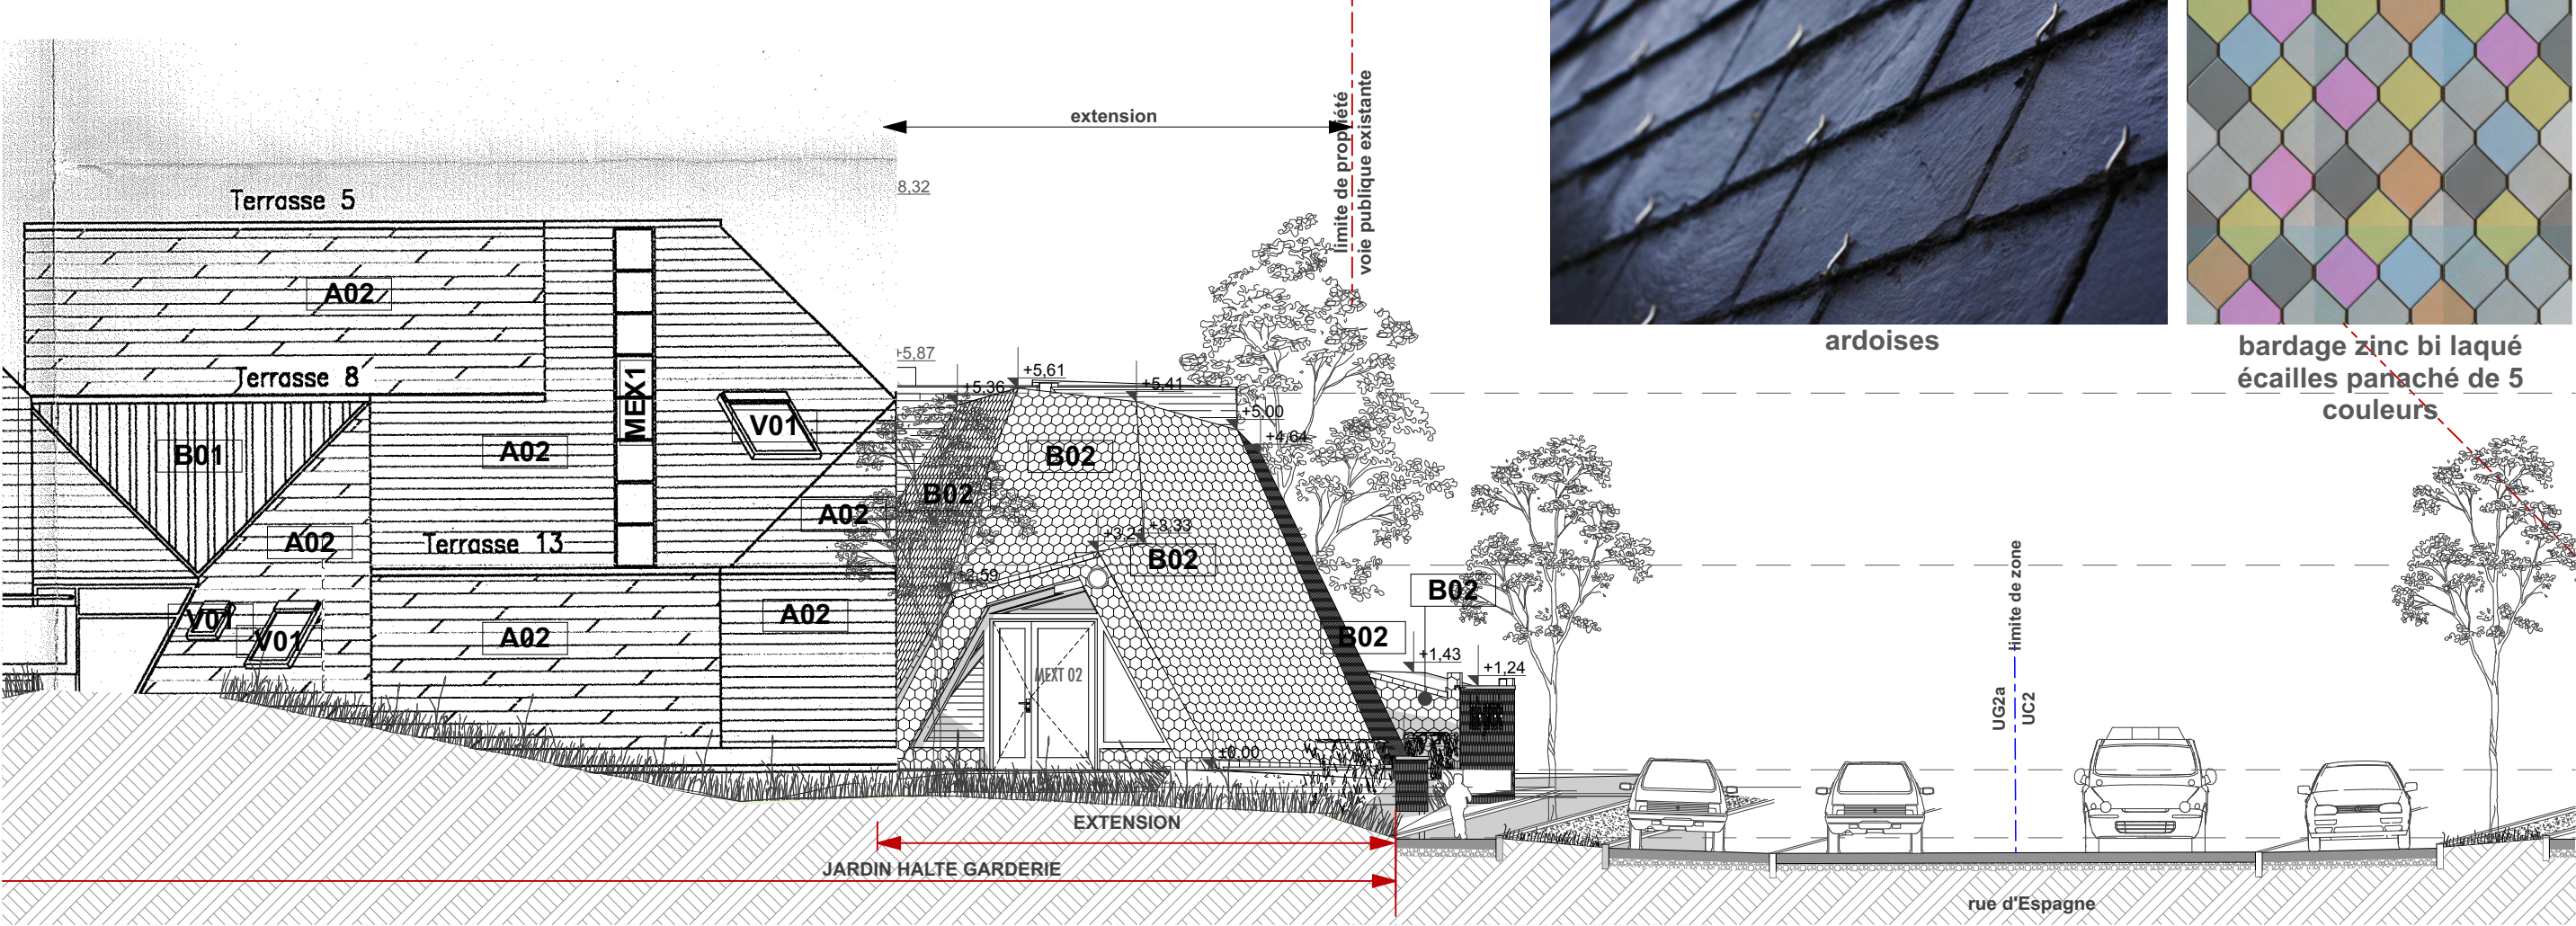 extension
limite de propriété
voie publique existante
8,32
Terrasse 5
A02
ardoises
bardage zinc bi laqué
écailles panaché de 5
couleurs
+5,87
+5,61
+5,36
+5,41
+5,00
+4,64
Terrasse 8
MEX1
V01
B01
A02
B02
B02
A02
A02
Terrasse 13
+3,21
+3,33
B02
+2,59
B02
limite de zone
V01
V01
A02
A02
B02
+1,43
+1,24
MEXT 02
UG2a
UC2
±0,00
EXTENSION
JARDIN HALTE GARDERIE
rue d'Espagne